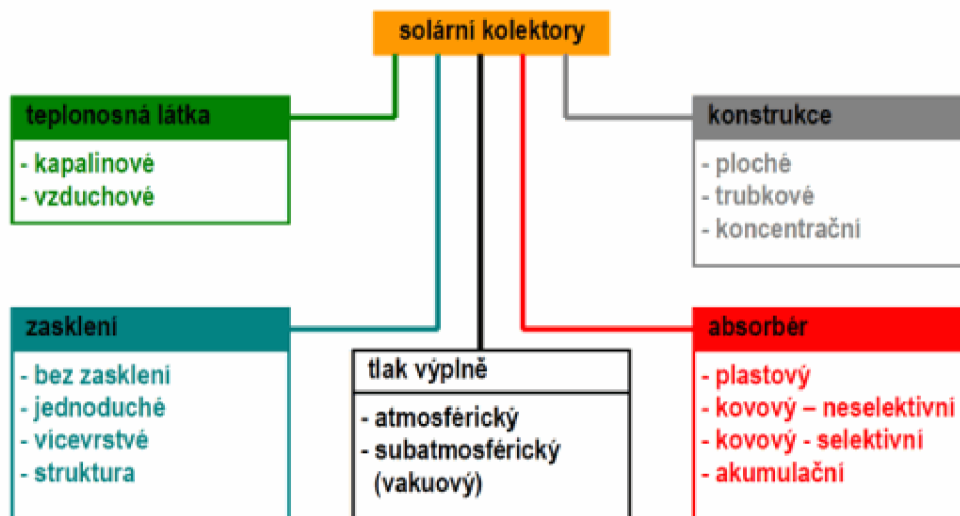 solární kolektory
teplonosná látka
- kapalinové
- vzduchové
konstrukce
- ploché
- trubkové
- koncentrační
zasklení
- bez zasklení
- jednoduché
- vícevrstvé
- struktura
tlak výplně
- atmosférický
- subatmosférický
(vakuový)
absorbér
- plastový
- kovový – neselektivní
- kovový - selektivní
- akumulační